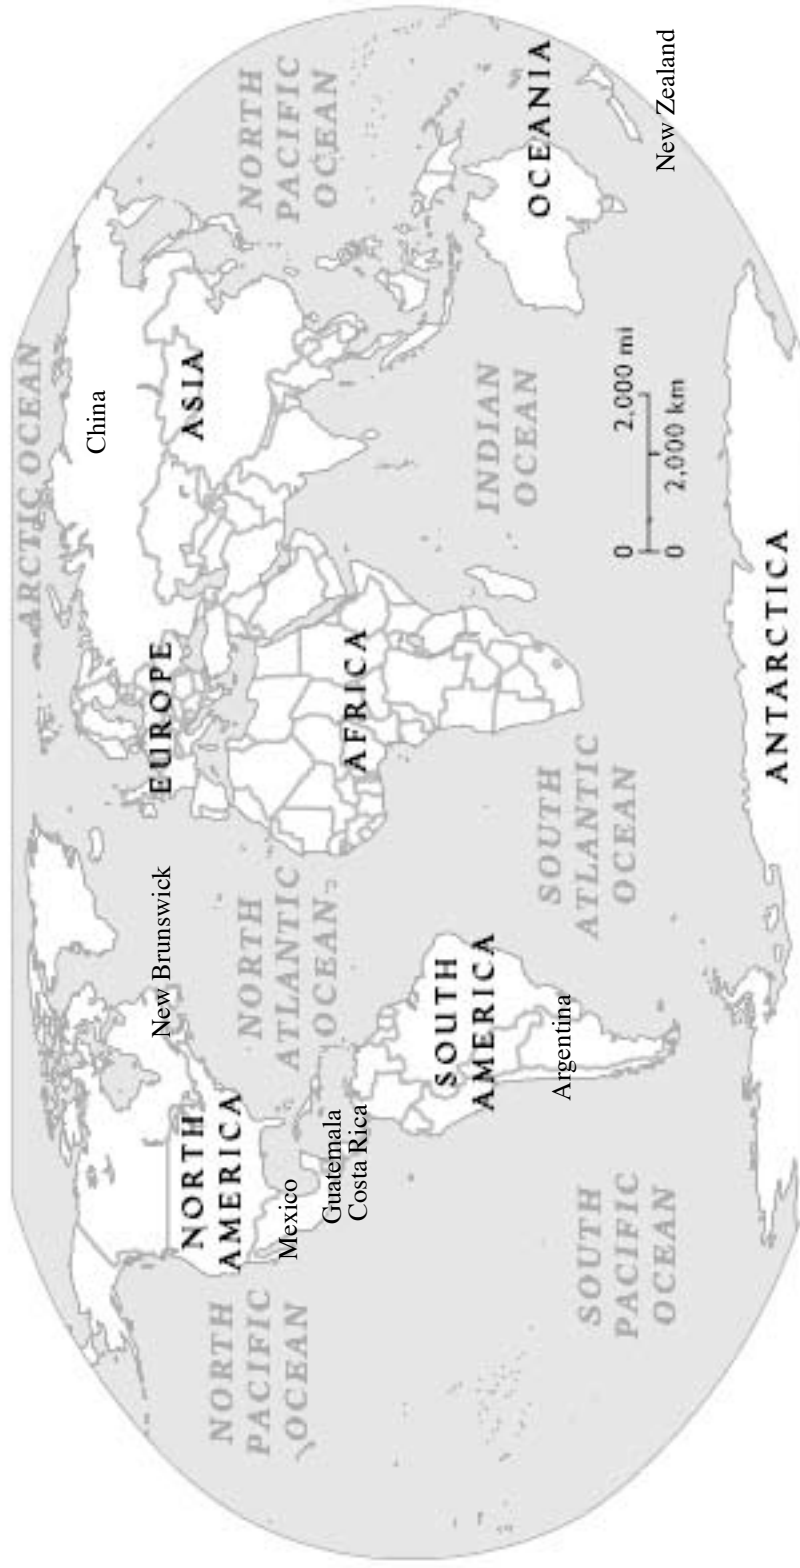 ARCTIC OCEAN
China
EUROPE
ASIA
New Brunswick
NORTH
AMERICA
NORTH
PACIFIC
OCEAN
NORTH
ATLANTIC
OCEAN
NORTH
PACIFIC
OCEAN
Mexico
Guatemala
Costa Rica
AFRICA
SOUTH
AMERICA
INDIAN
OCEAN
OCEANIA
Argentina
SOUTH
ATLANTIC
OCEAN
SOUTH
PACIFIC
OCEAN
New Zealand
0 2,000 mi
0 2,000 km
ANTARCTICA